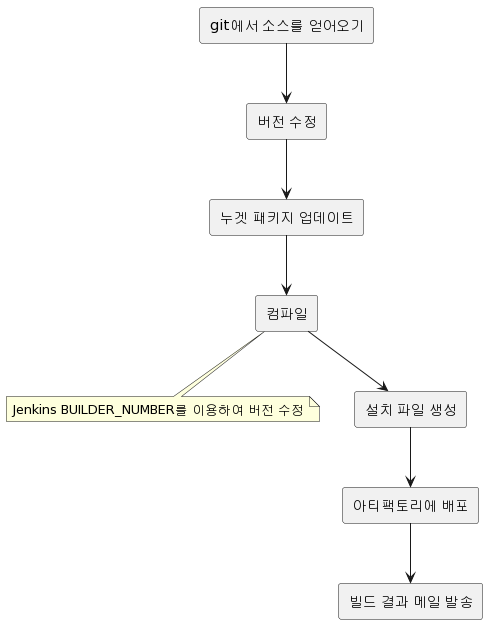 git에서 소스를 얻어오기
버전 수정
누겟 패키지 업데이트
컴파일
Jenkins BUILDER_NUMBER를 이용하여 버전 수정
설치 파일 생성
아티팩토리에 배포
빌드 결과 메일 발송